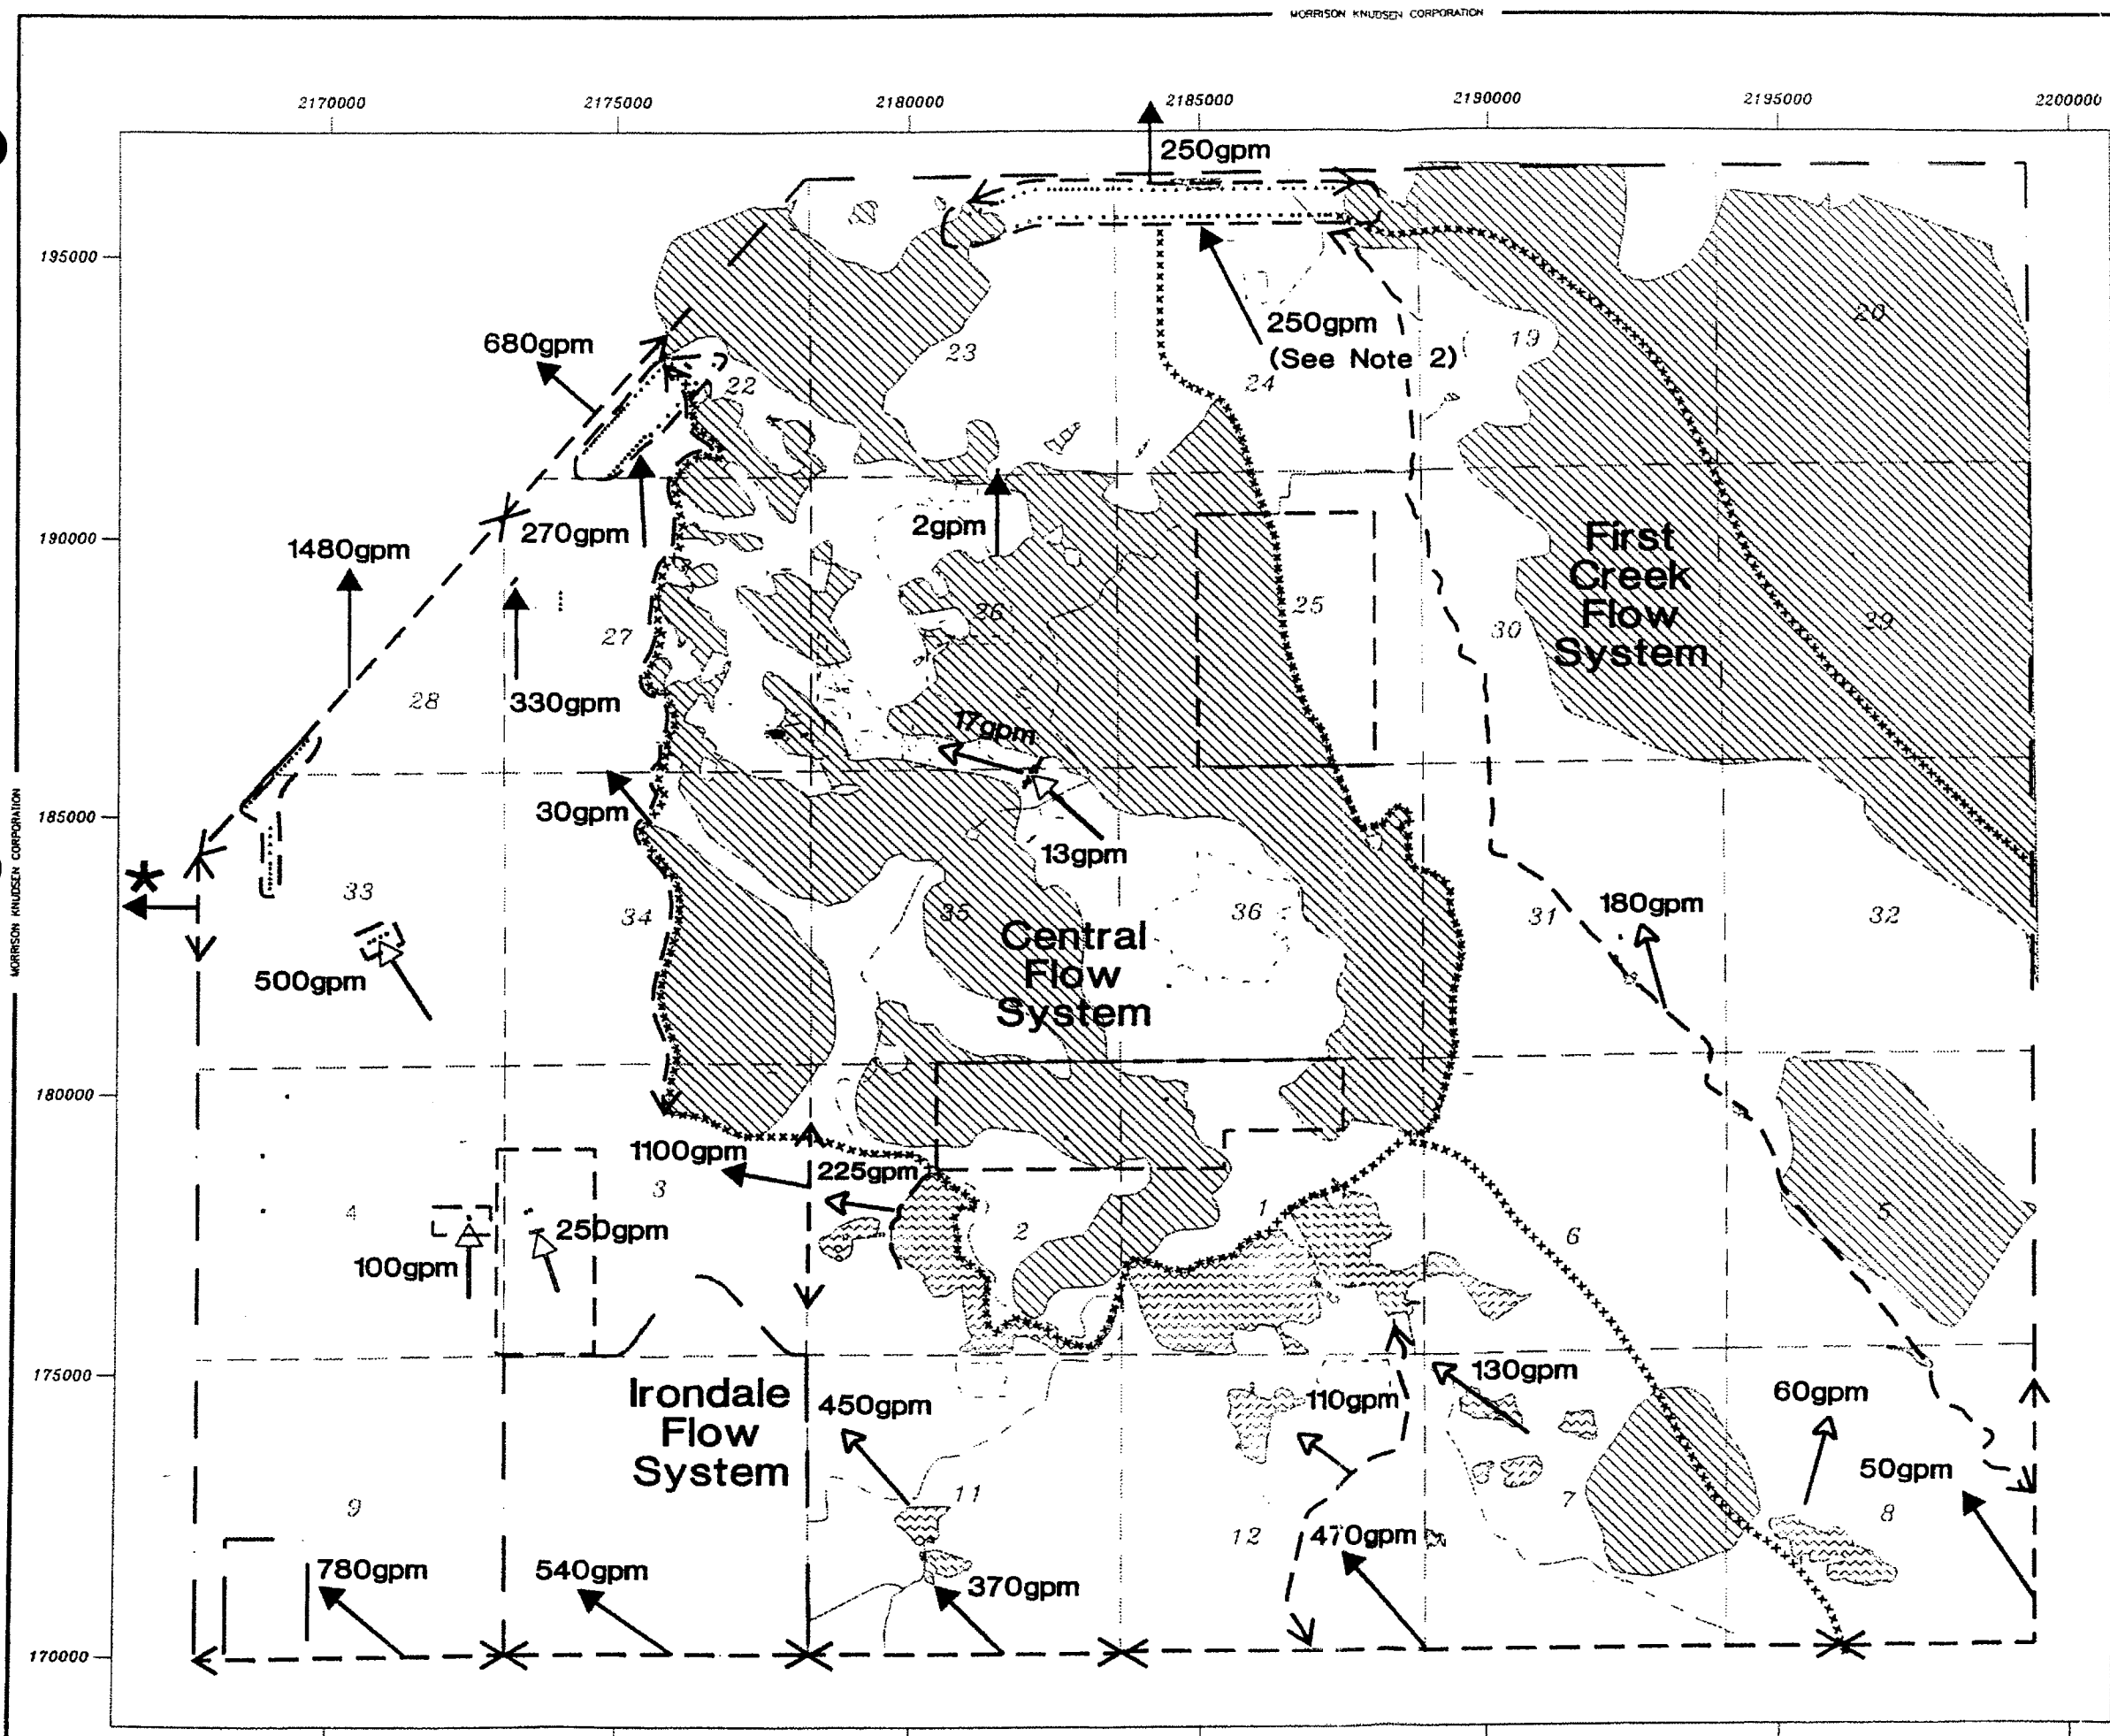 MORRISON KNUDSEN CORPORATION
2170000
2175000
2180000
2185000
2190000
2195000
2200000
250gpm
195000
20
250gpm
(See Note 2)
19
680gpm
23
22
24
2gpm
270gpm
190000
1480gpm
First
Creek
Flow
System
26
25
27
30
39
28
330gpm
17gpm
MORRISON KNUDSEN CORPORATION
30gpm
185000
13gpm
*
33
34
35
36
31
180gpm
32
Central
Flow
System
500gpm
180000
1100gpm
225gpm
3
4
250gpm
2
1
6
5
100gpm
175000
Irondale
Flow
System
450gpm
110gpm
130gpm
60gpm
50gpm
9
11
12
7
8
470gpm
780gpm
540gpm
370gpm
170000